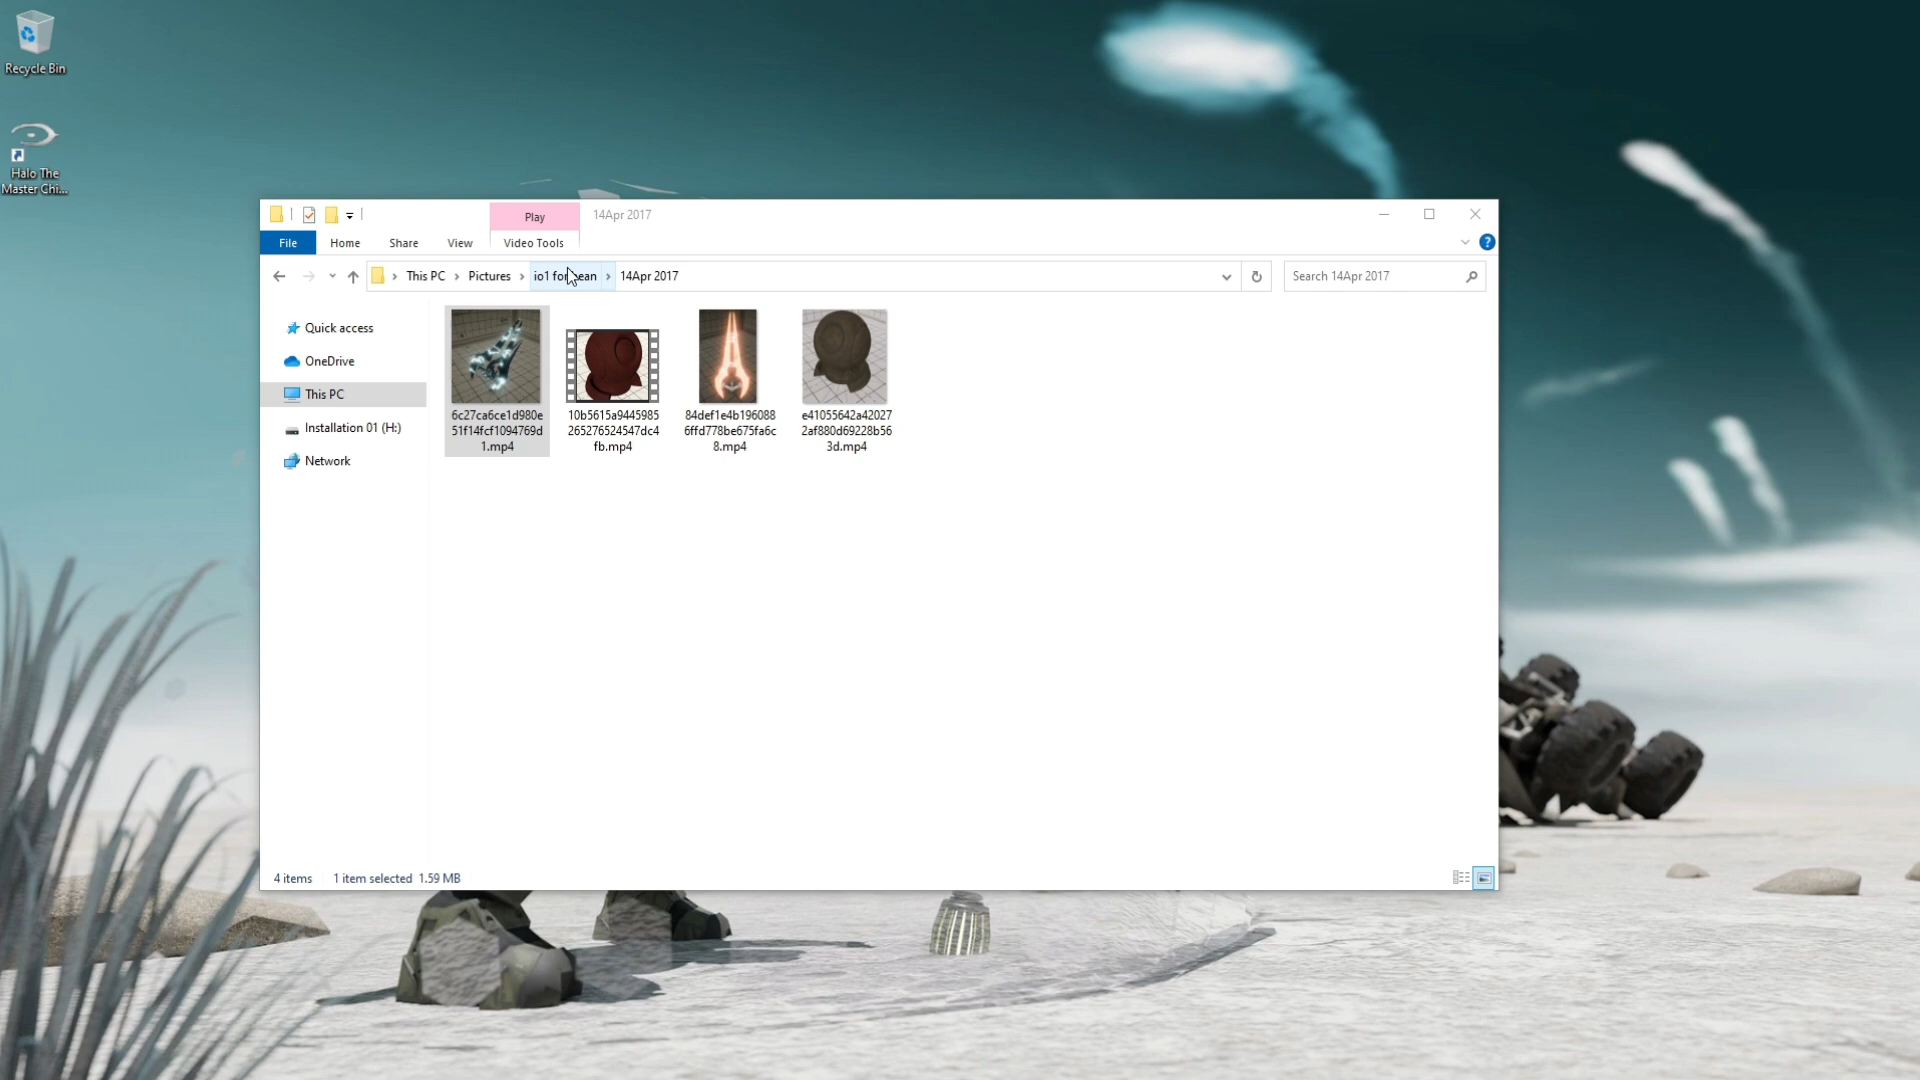 Recycle Bin
Halo The
Master Chi...
Play
14Apr 2017
File
Home
Share
View
Video Tools
This PC
Pictures
io1 for
14Apr 2017
Search 14Apr 2017
Quick access
OneDrive
This PC
Installation 01 (H:)
Network
6c27ca6ce1d980e
51f14fcf1094769d
1.mp4
10b5615a9445985
265276524547dc4
fb.mp4
84def1e4b196088
6ffd778be675fa6c
8.mp4
e41055642a42027
2af880d69228b56
3d.mp4
4 items
1 item selected 1.59 MB